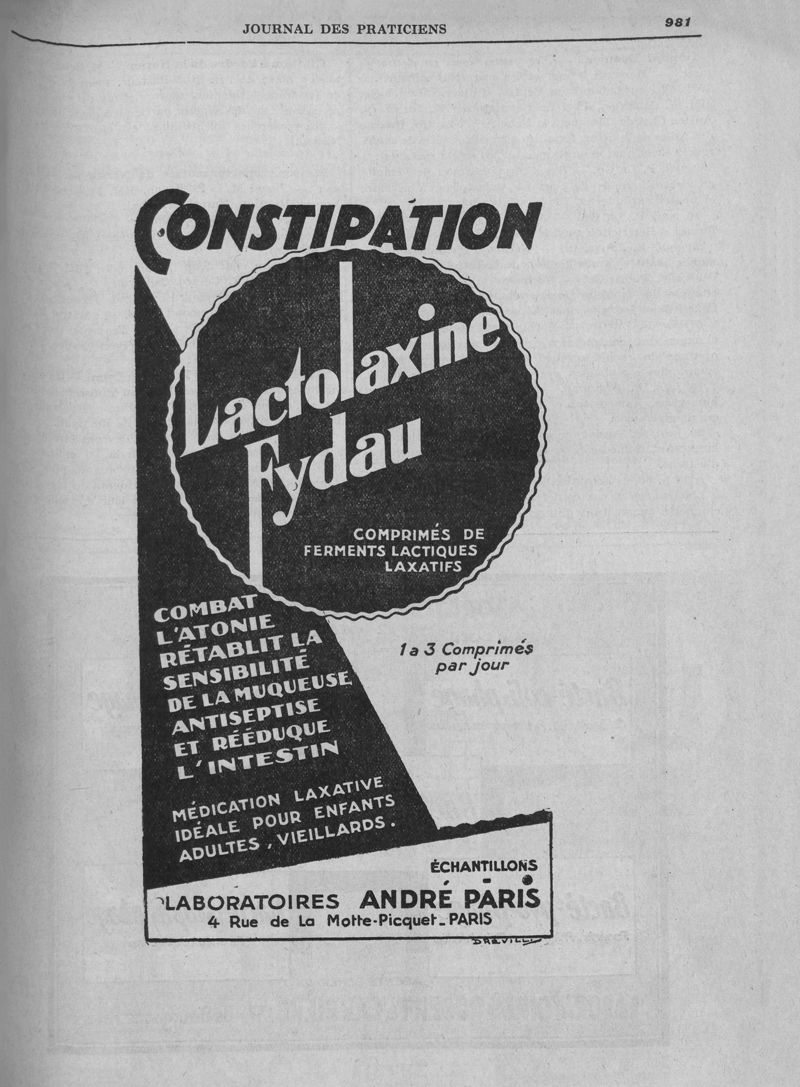 JOURNAL DES PRATICIENS
981
CONSTIPATION
Lactolaxine
Fydau
COMPRIMÉS DE
FERMENTS LACTIQUES
LAXATIFS
COMBAT
L'ATONIE
RÉTABLIT LA
SENSIBILITÉ
DE LA MUQUEUSE
ANTISEPTISE
ET RÉÉDUQUE
L'INTESTIN
1 a 3 Comprimés
par jour
MÉDICATION LAXATIVE
IDÉALE POUR ENFANTS
ADULTES, VIEILLARDS.
ÉCHANTILLONS
LABORATOIRES ANDRÉ PARIS
4 Rue de La Motte-Picquet_PARIS